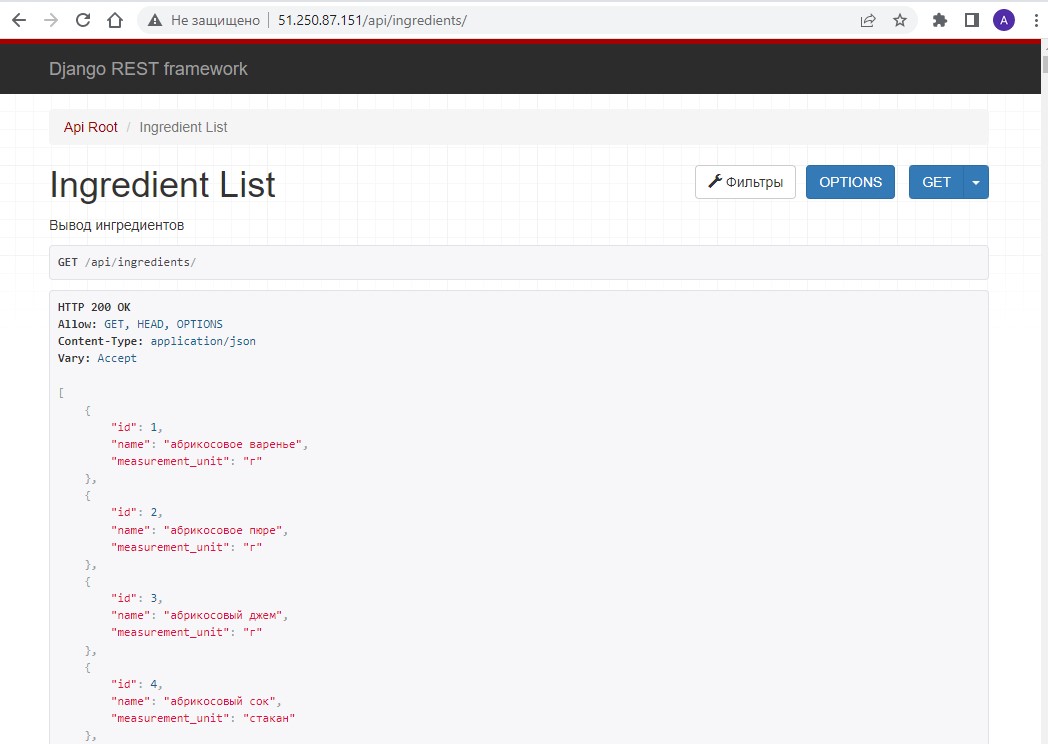 Не защищено 51.250.87.151/api/ingredients/ A
Django REST framework
Api Root / Ingredient List
Ingredient List
Фильтры OPTIONS GET
Вывод ингредиентов
GET /api/ingredients/
HTTP 200 OK
Allow: GET, HEAD, OPTIONS
Content-Type: application/json
Vary: Accept
[
{
"id": 1,
"name": "абрикосовое варенье",
"measurement_unit": "г"
},
{
"id": 2,
"name": "абрикосовое пюре",
"measurement_unit": "г"
},
{
"id": 3,
"name": "абрикосовый джем",
"measurement_unit": "г"
},
{
"id": 4,
"name": "абрикосовый сок",
"measurement_unit": "стакан"
},